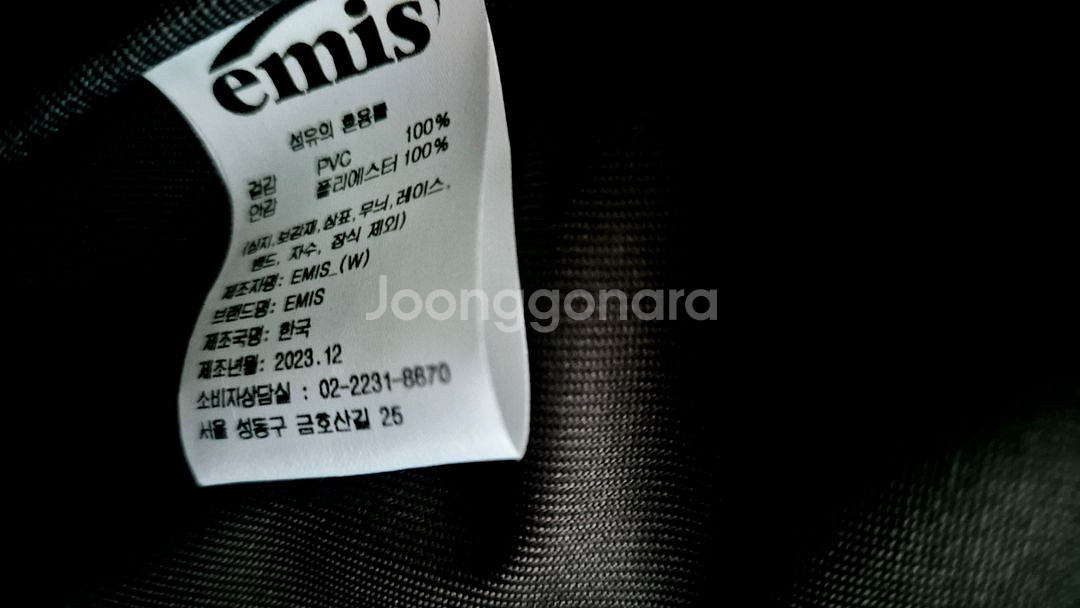 emis
섬유의 혼용률
겉감 PVC 100%
안감 폴리에스터 100%
(심지,보강재,상표,무늬,레이스,
밴드, 자수, 장식 제외)
제조자명: EMIS_(W)
브랜드명: EMIS
제조국명: 한국
제조년월: 2023.12
소비자상담실 : 02-2231-8870
서울 성동구 금호산길 25
Joonggonara